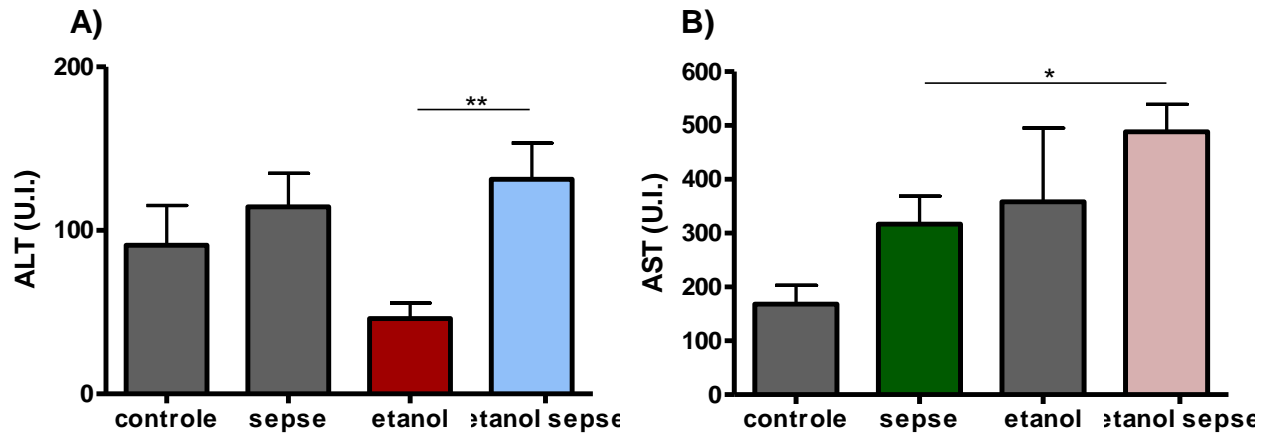 A)
200
100
0
ALT (U.I.)
**
controle sepse etanol etanol sepse
B)
600
500
400
300
200
100
0
AST (U.I.)
*
controle sepse etanol etanol sepse